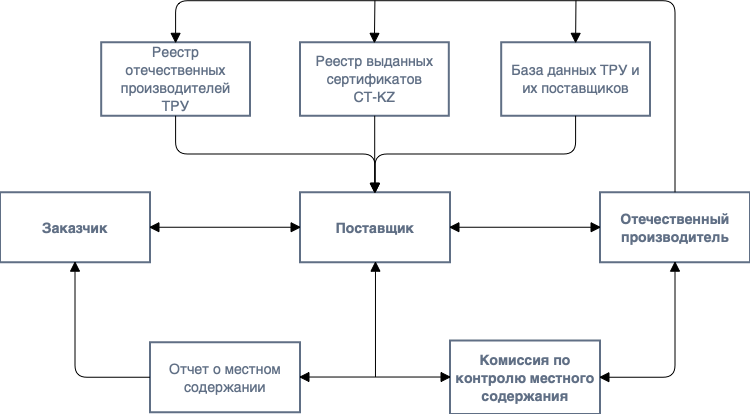 Реестр
отечественных
производителей
ТРУ
Реестр выданных
сертификатов
CT-KZ
База данных ТРУ и
их поставщиков
Заказчик
Поставщик
Отечественный
производитель
Отчет о местном
содержании
Комиссия по
контролю местного
содержания